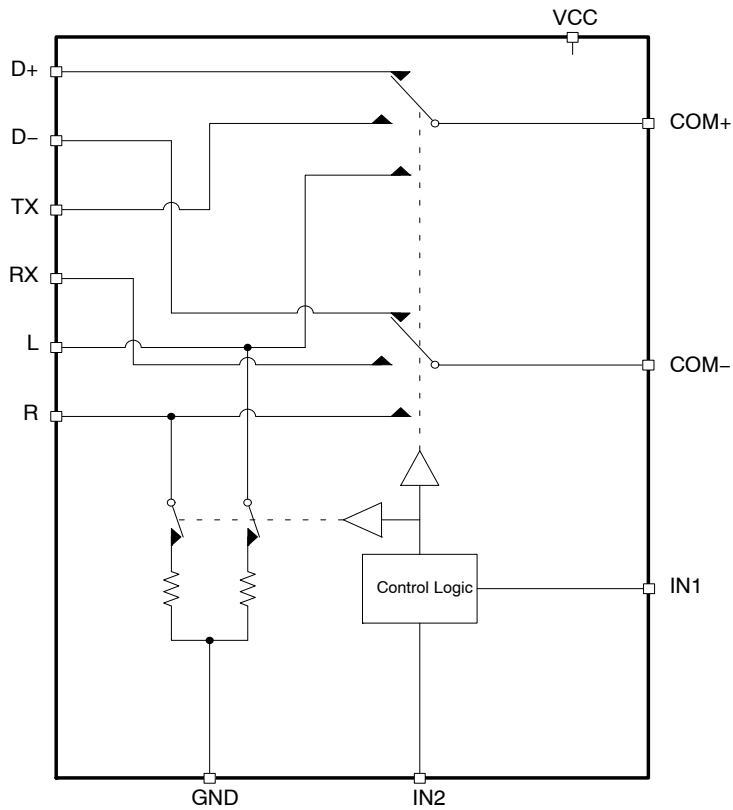 VCC
D+
COM+
D−
TX
RX
L
COM−
R
Control Logic
IN1
GND
IN2